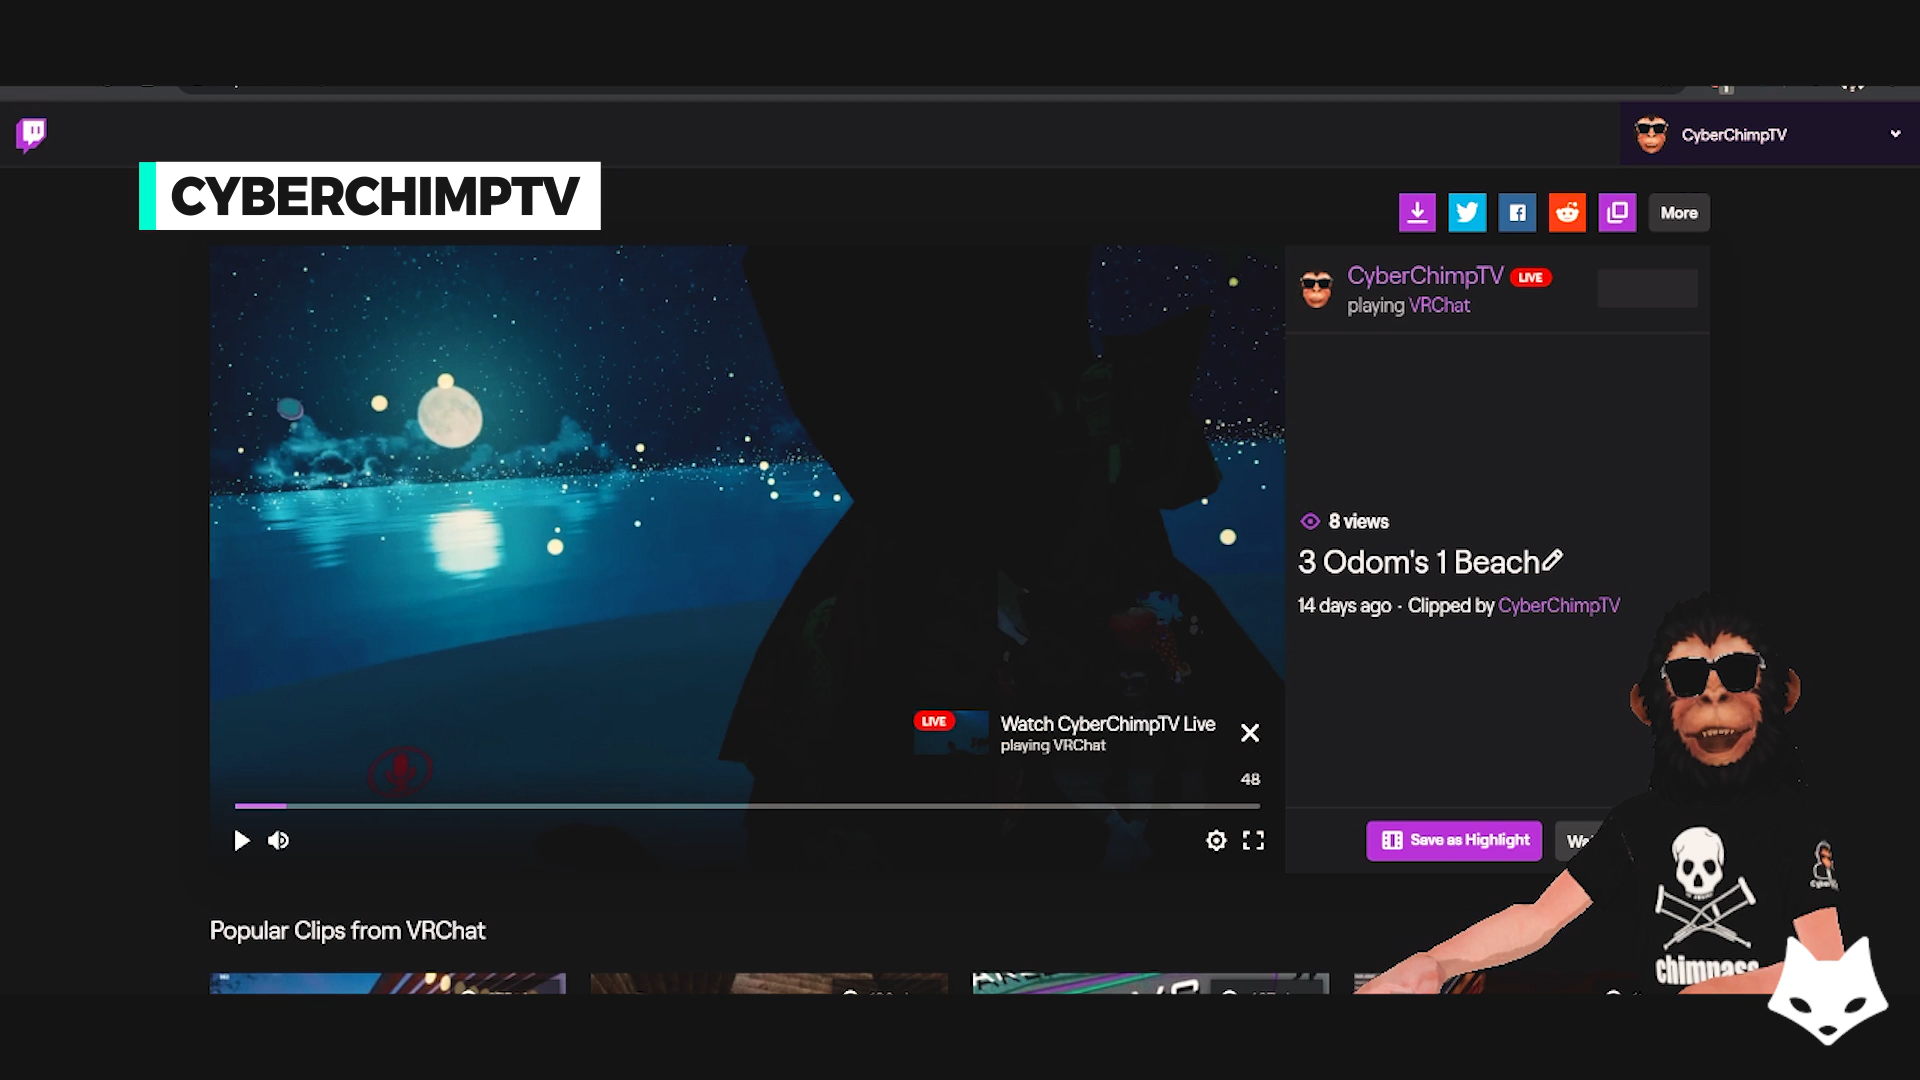 CyberChimpTV
CYBERCHIMPTV
More
CyberChimpTV LIVE
playing VRChat
8 views
3 Odom's 1 Beach
14 days ago · Clipped by CyberChimpTV
LIVE
Watch CyberChimpTV Live
playing VRChat
48
Save as Highlight
Popular Clips from VRChat
chimpass